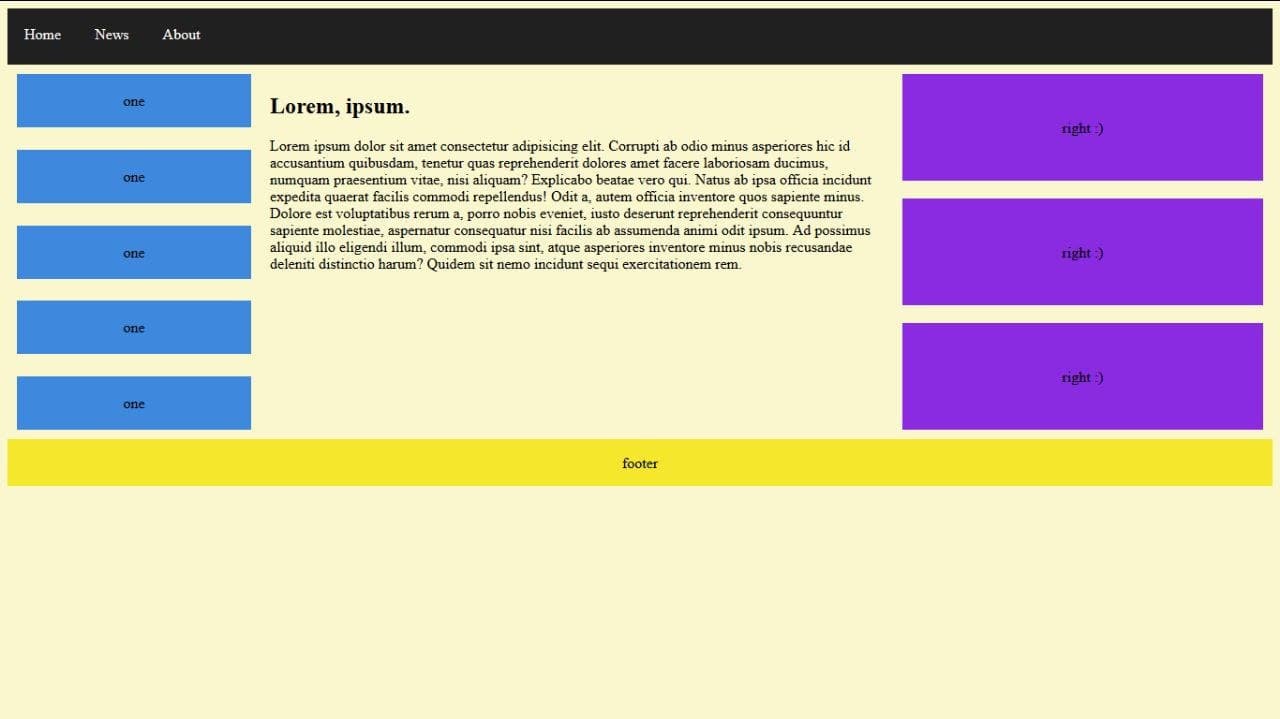 Home News About
one
one
one
one
one
Lorem, ipsum.
Lorem ipsum dolor sit amet consectetur adipisicing elit. Corrupti ab odio minus asperiores hic id
accusantium quibusdam, tenetur quas reprehenderit dolores amet facere laboriosam ducimus,
numquam praesentium vitae, nisi aliquam? Explicabo beatae vero qui. Natus ab ipsa officia incidunt
expedita quaerat facilis commodi repellendus! Odit a, autem officia inventore quos sapiente minus.
Dolore est voluptatibus rerum a, porro nobis eveniet, iusto deserunt reprehenderit consequuntur
sapiente molestiae, aspernatur consequatur nisi facilis ab assumenda animi odit ipsum. Ad possimus
aliquid illo eligendi illum, commodi ipsa sint, atque asperiores inventore minus nobis recusandae
deleniti distinctio harum? Quidem sit nemo incidunt sequi exercitationem rem.
right :)
right :)
right :)
footer